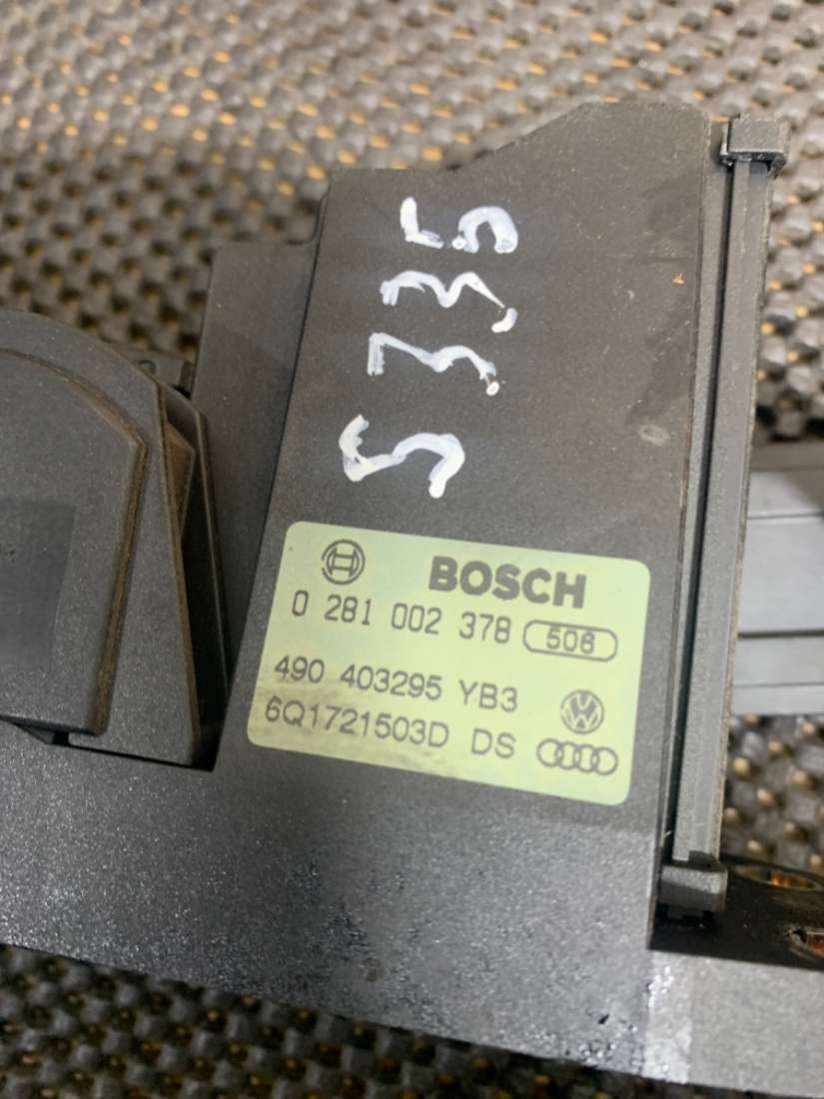 5335
BOSCH
0 281 002 378 506
490 403295 YB3
6Q1721503D DS